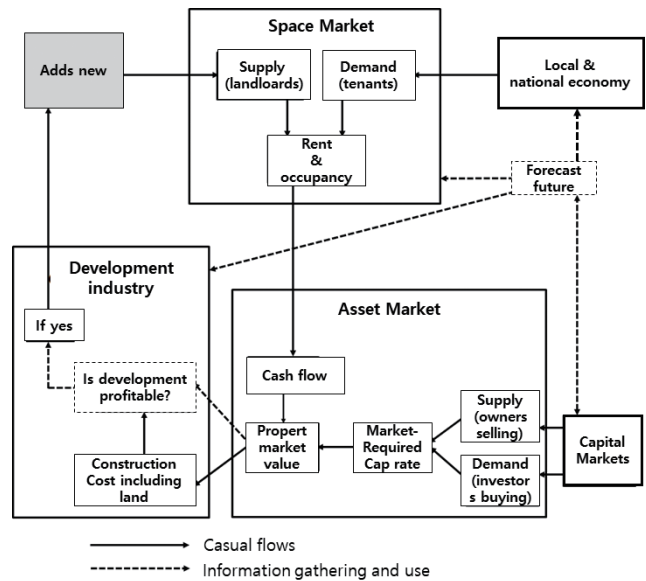 Space Market
Adds new
Supply
(landloards)
Demand
(tenants)
Local &
national economy
Rent
&
occupancy
Forecast
future
Development
industry
If yes
Is development
profitable?
Construction
Cost including
land
Asset Market
Cash flow
Propert
market
value
Market-
Required
Cap rate
Supply
(owners
selling)
Demand
(investor
s buying)
Capital
Markets
Casual flows
Information gathering and use